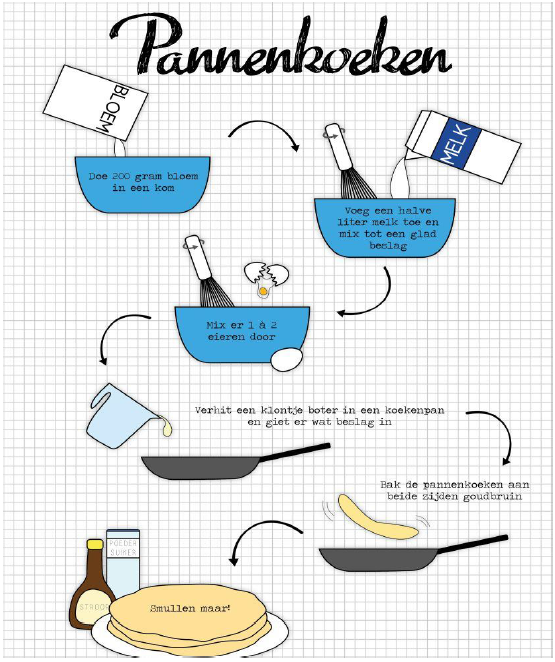 Pannenkoeken
BLOEM
Doe 200 gram bloem
in een kom
MELK
Voeg een halve
liter melk toe en
mix tot een glad
beslag
Mix er 1 à 2
eieren door
Verhit een klontje boter in een koekenpan
en giet er wat beslag in
Bak de pannenkoeken aan
beide zijden goudbruin
POEDER
SUIKER
STROOP
Smullen maar!